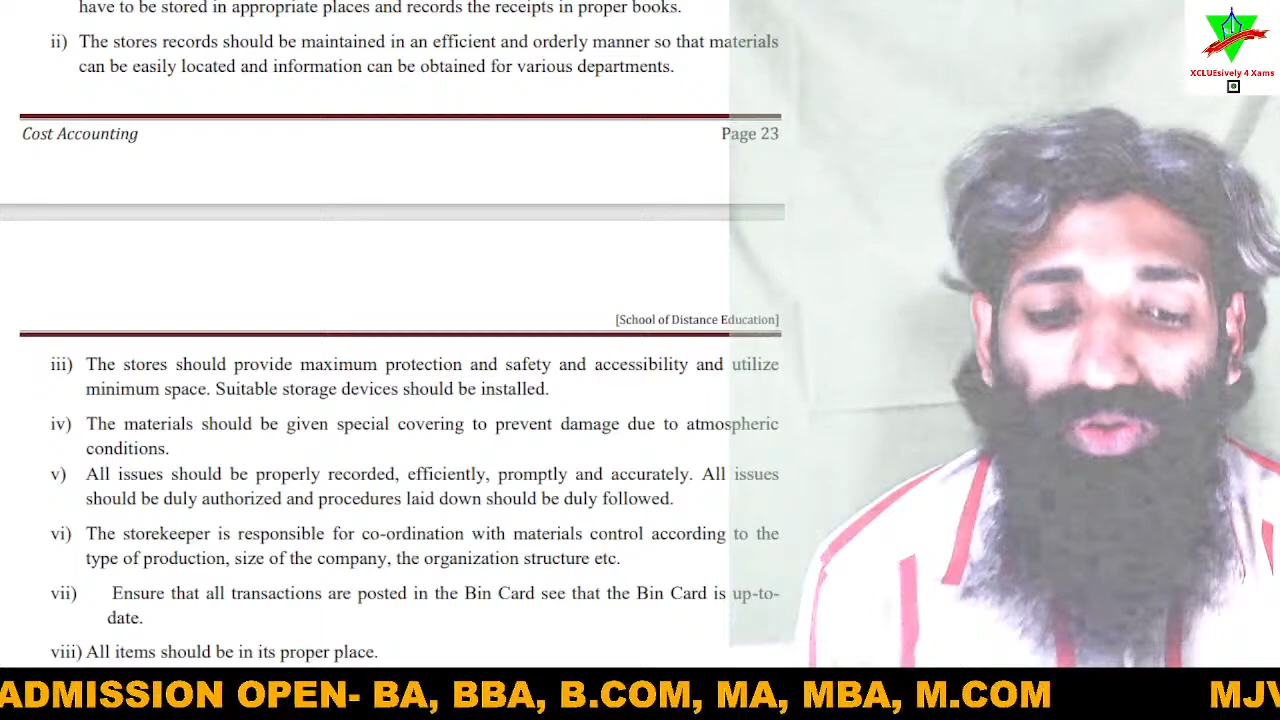 have to be stored in appropriate places and records the receipts in proper books.
ii) The stores records should be maintained in an efficient and orderly manner so that materials
can be easily located and information can be obtained for various departments.
Cost Accounting Page 23
[School of Distance Education]
iii) The stores should provide maximum protection and safety and accessibility and utilize
minimum space. Suitable storage devices should be installed.
iv) The materials should be given special covering to prevent damage due to atmospheric
conditions.
v) All issues should be properly recorded, efficiently, promptly and accurately. All issues
should be duly authorized and procedures laid down should be duly followed.
vi) The storekeeper is responsible for co-ordination with materials control according to the
type of production, size of the company, the organization structure etc.
vii) Ensure that all transactions are posted in the Bin Card see that the Bin Card is up-to-
date.
viii) All items should be in its proper place.
XCLUEsively 4 Xams
ADMISSION OPEN- BA, BBA, B.COM, MA, MBA, M.COM MJV